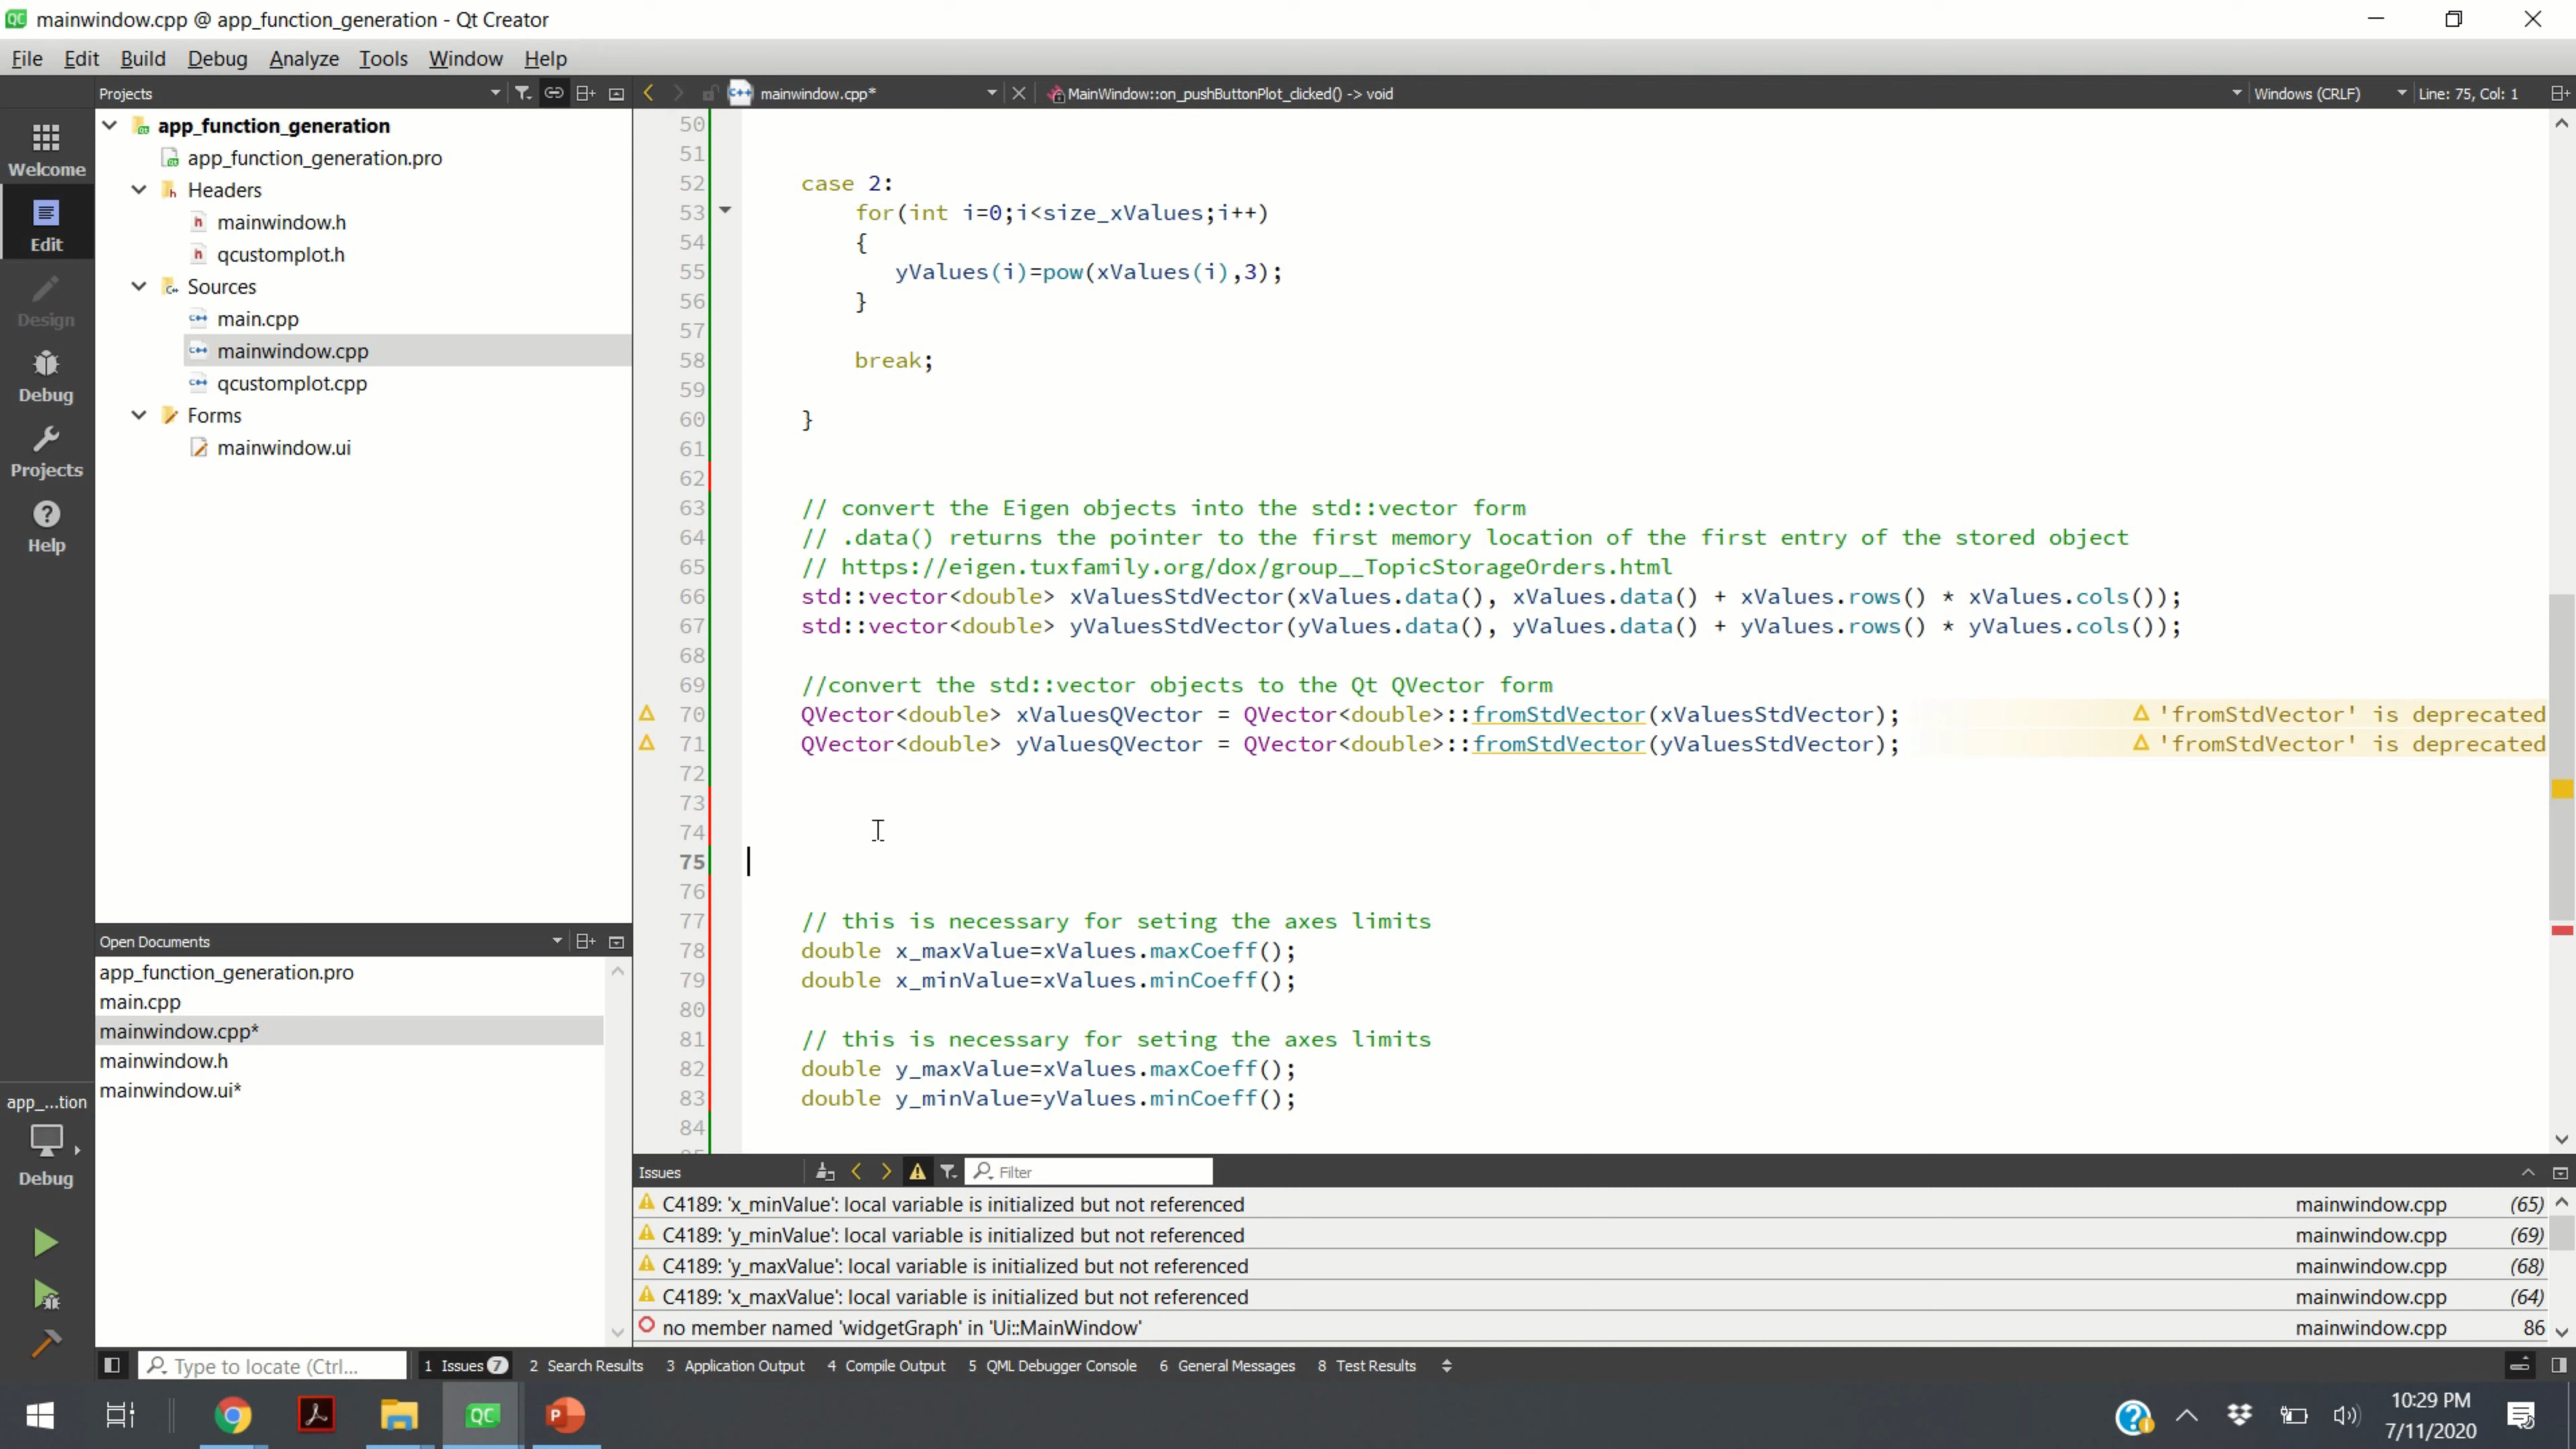 mainwindow.cpp @ app_function_generation - Qt Creator
File Edit Build Debug Analyze Tools Window Help
Projects
mainwindow.cpp*
MainWindow::on_pushButtonPlot_clicked() -> void
Windows (CRLF)
Line: 75, Col: 1
Welcome
Edit
Design
Debug
Projects
Help
app_function_generation
app_function_generation.pro
Headers
mainwindow.h
qcustomplot.h
Sources
main.cpp
mainwindow.cpp
qcustomplot.cpp
Forms
mainwindow.ui
50
51
52 case 2:
53 for(int i=0;i<size_xValues;i++)
54 {
55 yValues(i)=pow(xValues(i),3);
56 }
57
58 break;
59
60 }
61
62
63 // convert the Eigen objects into the std::vector form
64 // .data() returns the pointer to the first memory location of the first entry of the stored object
65 // https://eigen.tuxfamily.org/dox/group__TopicStorageOrders.html
66 std::vector<double> xValuesStdVector(xValues.data(), xValues.data() + xValues.rows() * xValues.cols());
67 std::vector<double> yValuesStdVector(yValues.data(), yValues.data() + yValues.rows() * yValues.cols());
68
69 //convert the std::vector objects to the Qt QVector form
70 QVector<double> xValuesQVector = QVector<double>::fromStdVector(xValuesStdVector); 'fromStdVector' is deprecated
71 QVector<double> yValuesQVector = QVector<double>::fromStdVector(yValuesStdVector); 'fromStdVector' is deprecated
72
73
74
75
76
77 // this is necessary for seting the axes limits
78 double x_maxValue=xValues.maxCoeff();
79 double x_minValue=xValues.minCoeff();
80
81 // this is necessary for seting the axes limits
82 double y_maxValue=xValues.maxCoeff();
83 double y_minValue=yValues.minCoeff();
84
Open Documents
app_function_generation.pro
main.cpp
mainwindow.cpp*
mainwindow.h
mainwindow.ui*
app_...tion
Debug
Issues
Filter
C4189: 'x_minValue': local variable is initialized but not referenced mainwindow.cpp (65)
C4189: 'y_minValue': local variable is initialized but not referenced mainwindow.cpp (69)
C4189: 'y_maxValue': local variable is initialized but not referenced mainwindow.cpp (68)
C4189: 'x_maxValue': local variable is initialized but not referenced mainwindow.cpp (64)
no member named 'widgetGraph' in 'Ui::MainWindow' mainwindow.cpp 86
Type to locate (Ctrl...
1 Issues 7
2 Search Results
3 Application Output
4 Compile Output
5 QML Debugger Console
6 General Messages
8 Test Results
10:29 PM
7/11/2020